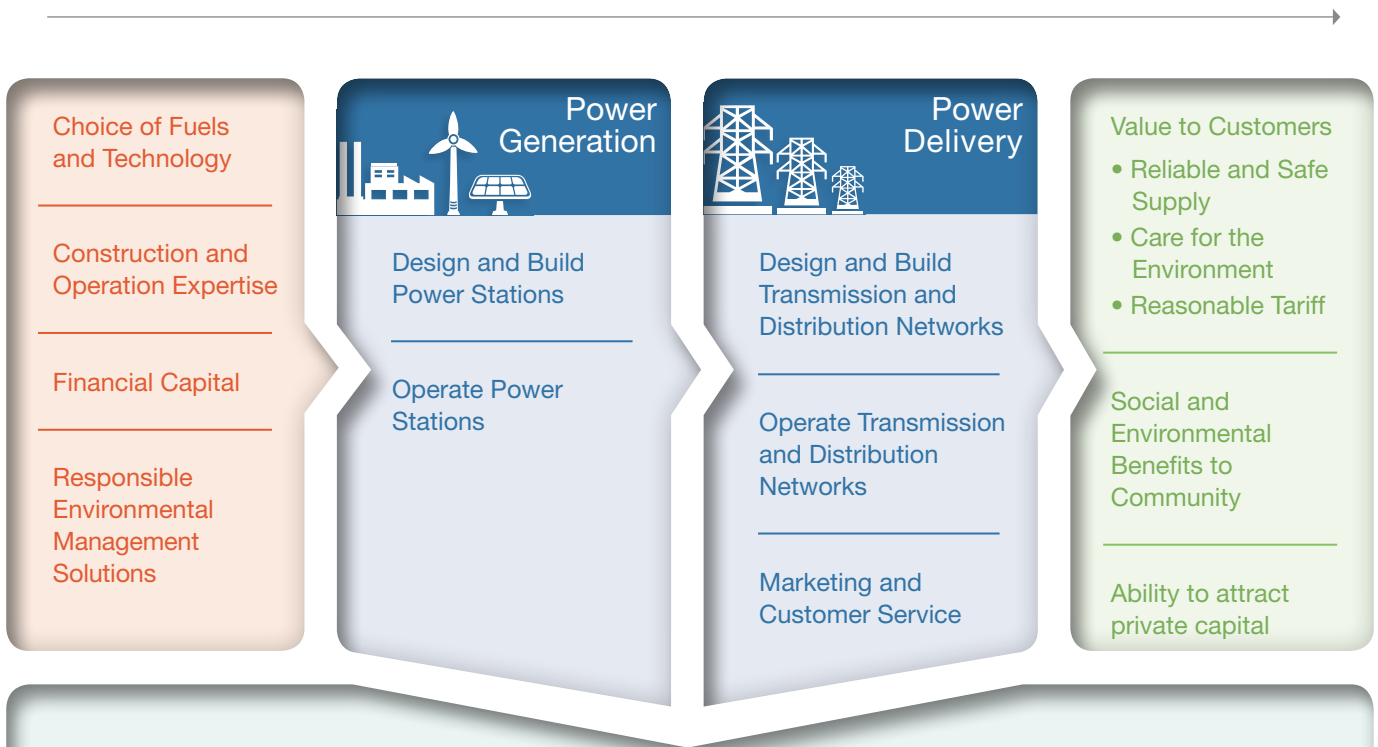 Choice of Fuels
and Technology
Construction and
Operation Expertise
Financial Capital
Responsible
Environmental
Management
Solutions
Power
Generation
Design and Build
Power Stations
Operate Power
Stations
Power
Delivery
Design and Build
Transmission and
Distribution Networks
Operate Transmission
and Distribution
Networks
Marketing and
Customer Service
Value to Customers
• Reliable and Safe
Supply
• Care for the
Environment
• Reasonable Tariff
Social and
Environmental
Benefits to
Community
Ability to attract
private capital